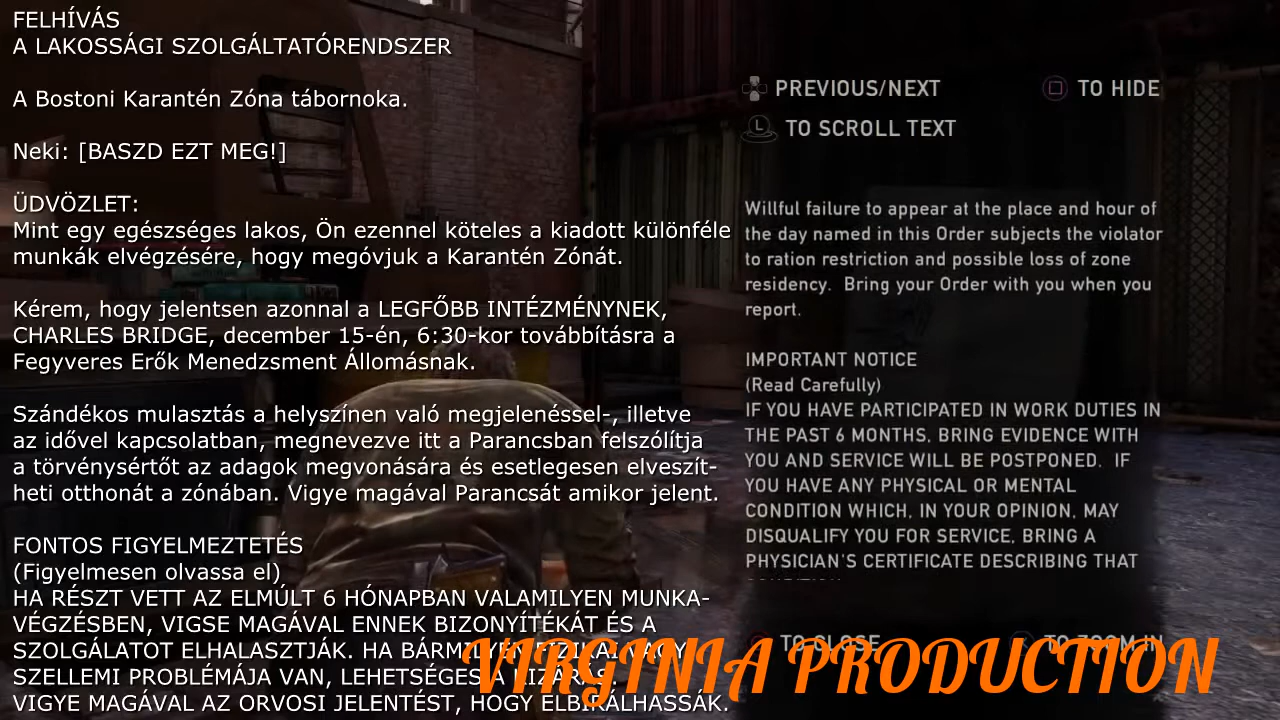 FELHÍVÁS
A LAKOSSÁGI SZOLGÁLTATÓRENDSZER
A Bostoni Karantén Zóna tábornoka.
Neki: [BASZD EZT MEG!]
ÜDVÖZLET:
Mint egy egészséges lakos, Ön ezennel köteles a kiadott különféle
munkák elvégzésére, hogy megóvjuk a Karantén Zónát.
Kérem, hogy jelentsen azonnal a LEGFŐBB INTÉZMÉNYNEK,
CHARLES BRIDGE, december 15-én, 6:30-kor továbbításra a
Fegyveres Erők Menedzsment Állomásnak.
Szándékos mulasztás a helyszínen való megjelenéssel-, illetve
az idővel kapcsolatban, megnevezve itt a Parancsban felszólítja
a törvénysértőt az adagok megvonására és esetlegesen elveszít-
heti otthonát a zónában. Vigye magával Parancsát amikor jelent.
FONTOS FIGYELMEZTETÉS
(Figyelmesen olvassa el)
HA RÉSZT VETT AZ ELMÚLT 6 HÓNAPBAN VALAMILYEN MUNKA-
VÉGZÉSBEN, VIGSE MAGÁVAL ENNEK BIZONYÍTÉKÁT ÉS A
SZOLGÁLATOT ELHALASZTJÁK. HA BÁRMILYEN FIZIKAI VAGY
SZELLEMI PROBLÉMÁJA VAN, LEHETSÉGES A KIZÁRÁS.
VIGYE MAGÁVAL AZ ORVOSI JELENTÉST, HOGY ELBIRÁLHASSÁK.
PREVIOUS/NEXT
TO HIDE
L TO SCROLL TEXT
Willful failure to appear at the place and hour of
the day named in this Order subjects the violator
to ration restriction and possible loss of zone
residency. Bring your Order with you when you
report.
IMPORTANT NOTICE
(Read Carefully)
IF YOU HAVE PARTICIPATED IN WORK DUTIES IN
THE PAST 6 MONTHS, BRING EVIDENCE WITH
YOU AND SERVICE WILL BE POSTPONED. IF
YOU HAVE ANY PHYSICAL OR MENTAL
CONDITION WHICH, IN YOUR OPINION, MAY
DISQUALIFY YOU FOR SERVICE, BRING A
PHYSICIAN'S CERTIFICATE DESCRIBING THAT
TO CLOSE
TO ZOOM IN
VIRGINIA PRODUCTION